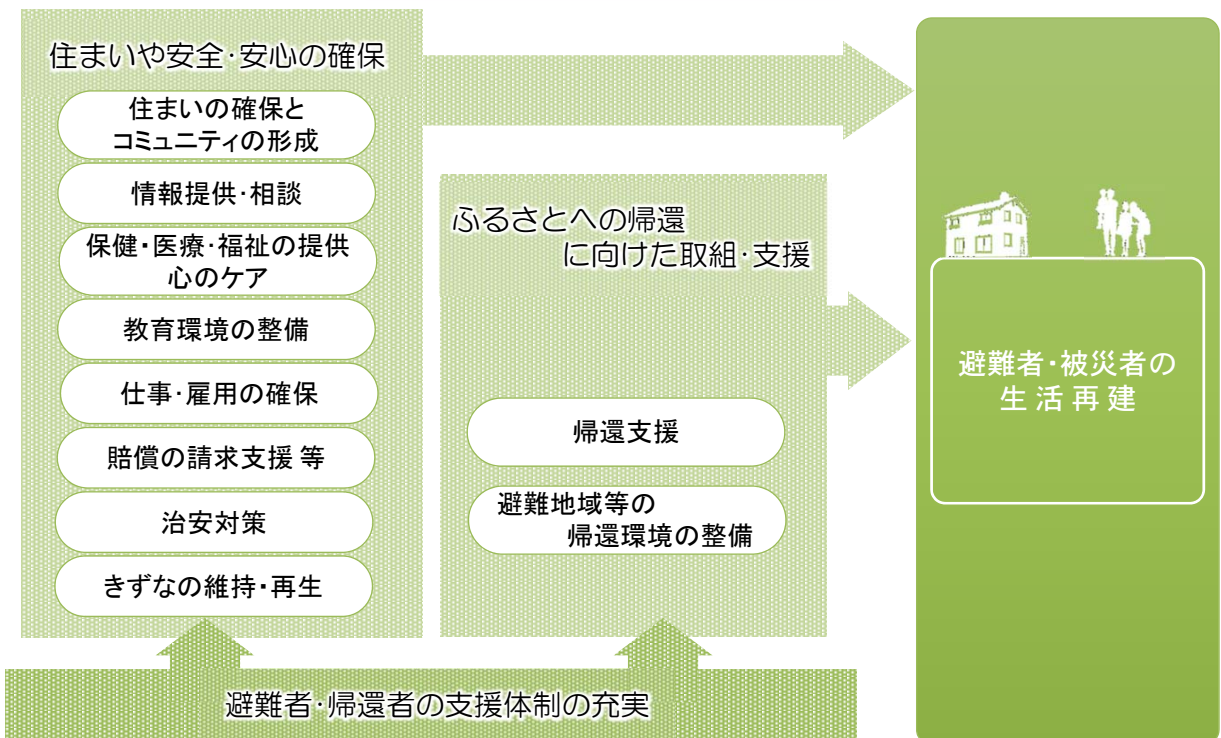 住まいや安全･安心の確保
住まいの確保と
コミュニティの形成
情報提供･相談
保健・医療・福祉の提供
心のケア
教育環境の整備
仕事･雇用の確保
賠償の請求支援 等
治安対策
きずなの維持・再生
ふるさとへの帰還
に向けた取組･支援
帰還支援
避難地域等の
帰還環境の整備
避難者･帰還者の支援体制の充実
避難者・被災者の
生 活 再 建